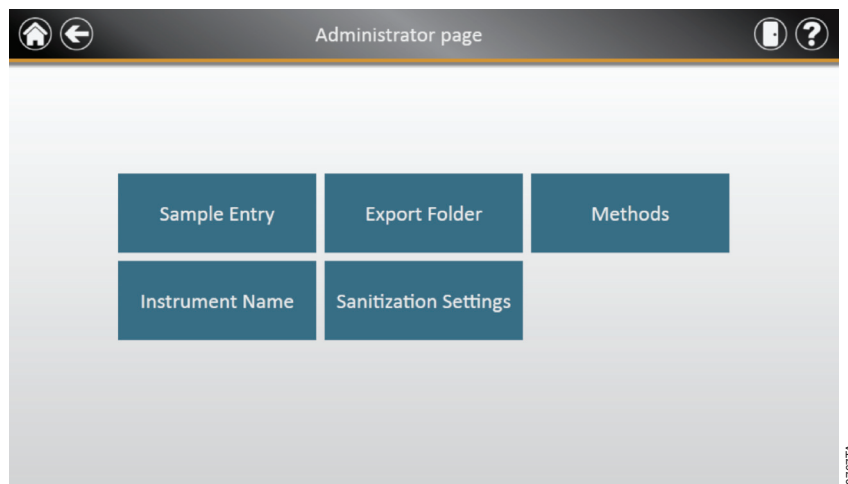 Administrator page
Sample Entry
Export Folder
Methods
Instrument Name
Sanitization Settings